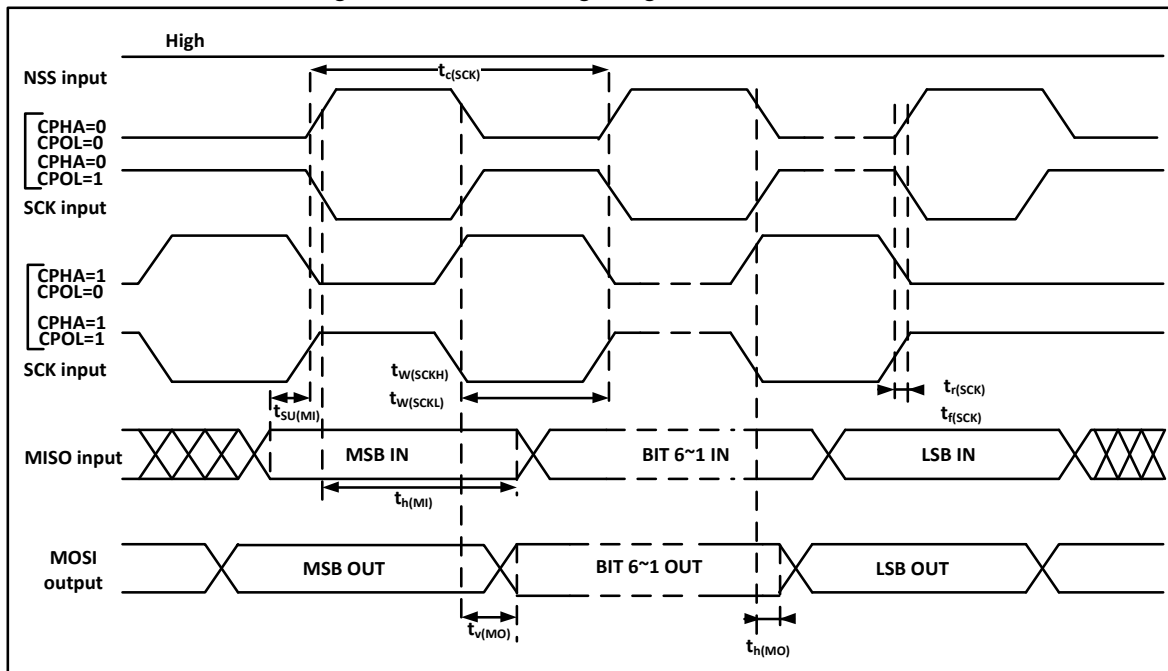 High
NSS input
tc(SCK)
CPHA=0
CPOL=0
CPHA=0
CPOL=1
SCK input
CPHA=1
CPOL=0
CPHA=1
CPOL=1
SCK input
tW(SCKH)
tW(SCKL)
tr(SCK)
tf(SCK)
tSU(MI)
MISO input
MSB IN
BIT 6~1 IN
LSB IN
th(MI)
MOSI
output
MSB OUT
BIT 6~1 OUT
LSB OUT
tv(MO)
th(MO)